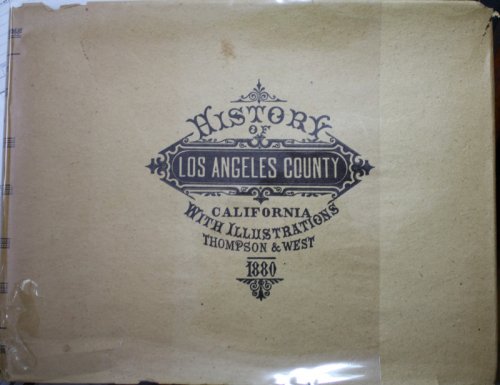 HISTORY
OF
LOS ANGELES COUNTY
CALIFORNIA
WITH ILLUSTRATIONS
THOMPSON & WEST
1880